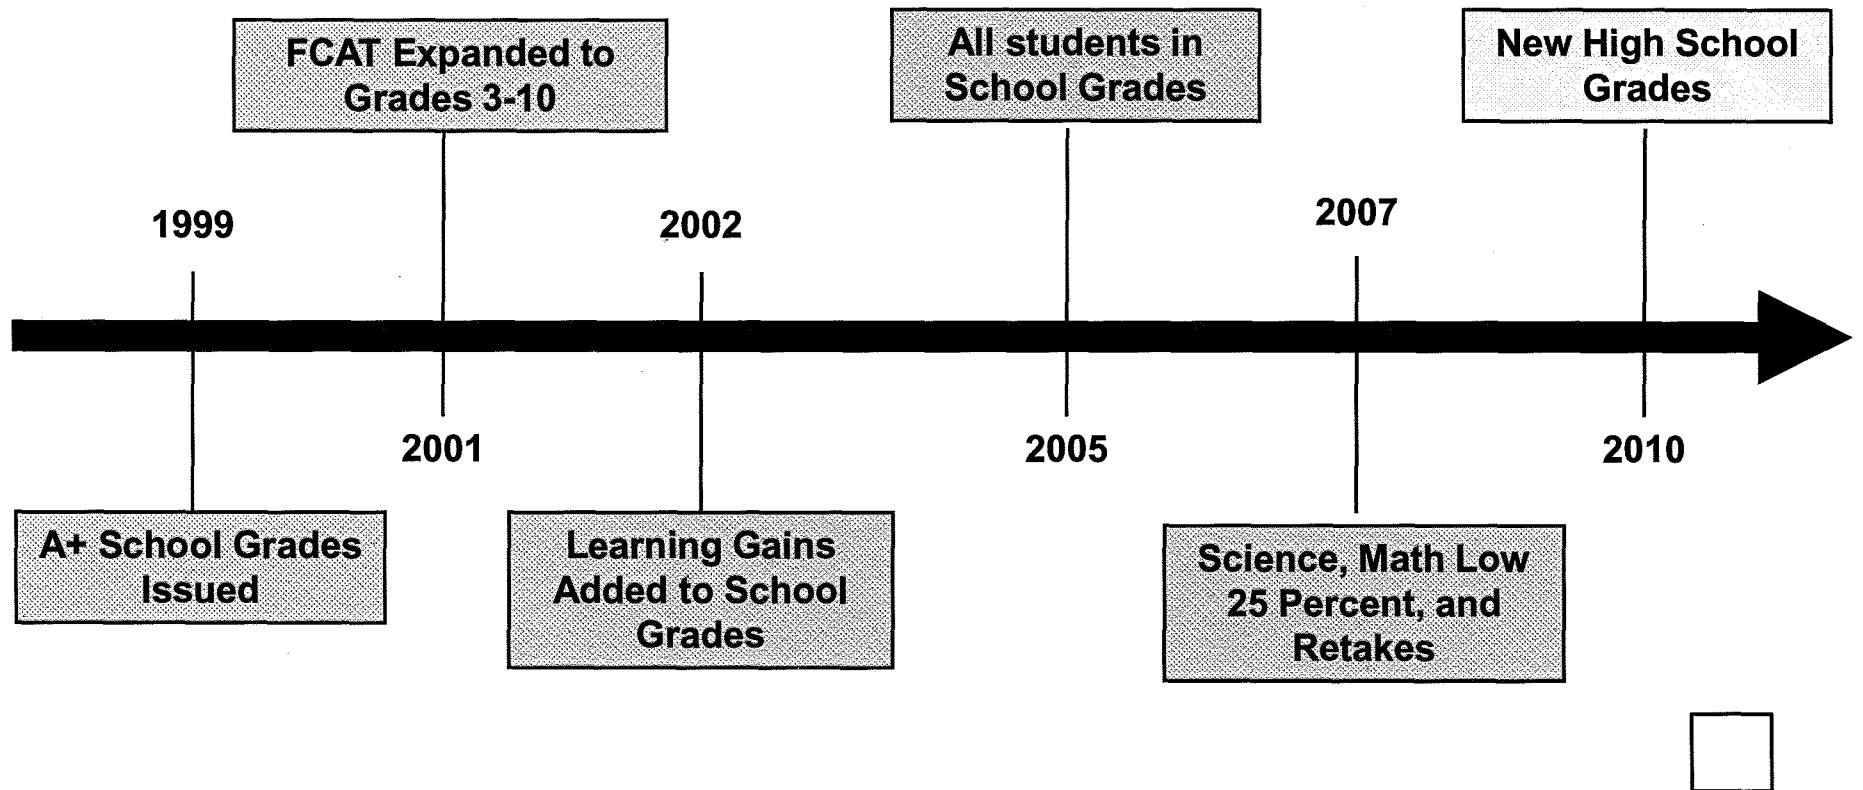 FCAT Expanded to
Grades 3-10
All students in
School Grades
New High School
Grades
1999
2002
2007
2001
2005
2010
A+ School Grades
Issued
Learning Gains
Added to School
Grades
Science, Math Low
25 Percent, and
Retakes